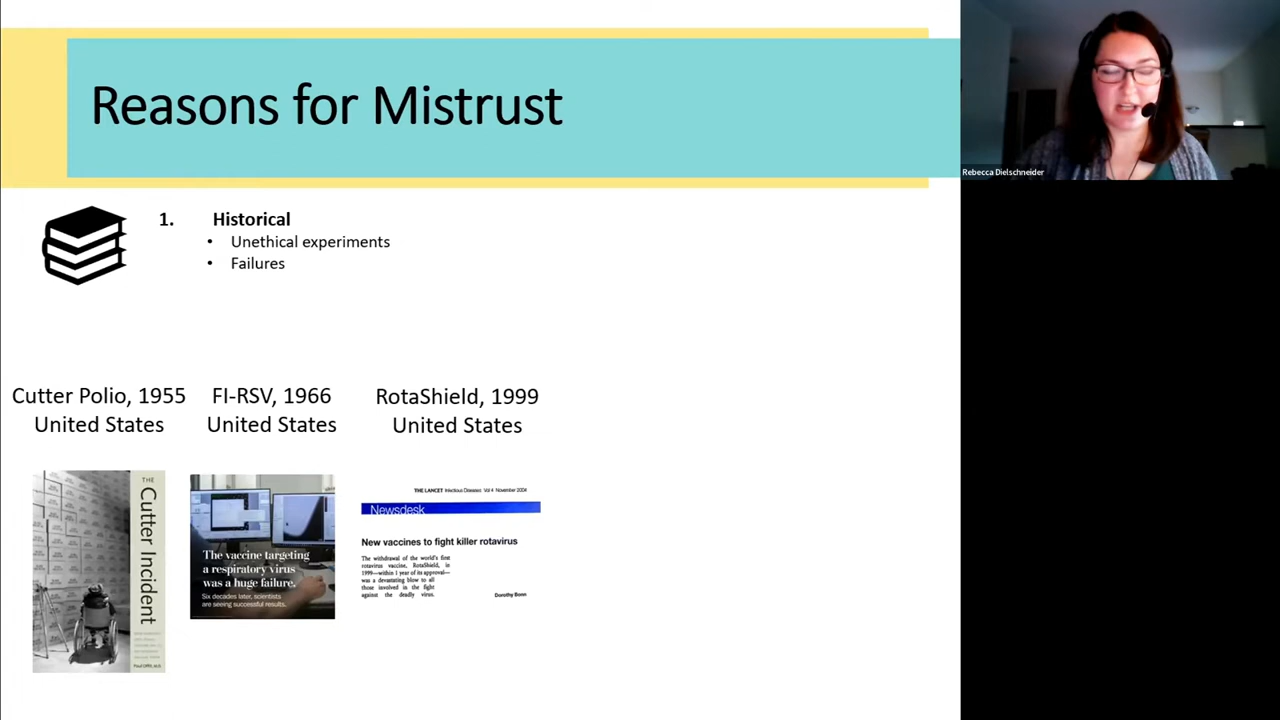 Reasons for Mistrust
Rebecca Dielschneider
1. Historical
• Unethical experiments
• Failures
Cutter Polio, 1955
United States
FI-RSV, 1966
United States
RotaShield, 1999
United States
THE
Cutter Incident
The vaccine targeting
a respiratory virus
was a huge failure.
Six decades later, scientists
are seeing successful results.
THE LANCET Infectious Diseases Vol 4 November 2004
Newsdesk
New vaccines to fight killer rotavirus
The withdrawal of the world's first
rotavirus vaccine, RotaShield, in
1999—within 1 year of its approval—
was a devastating blow to all
those involved in the fight
against the deadly virus.
Dorothy Bonn